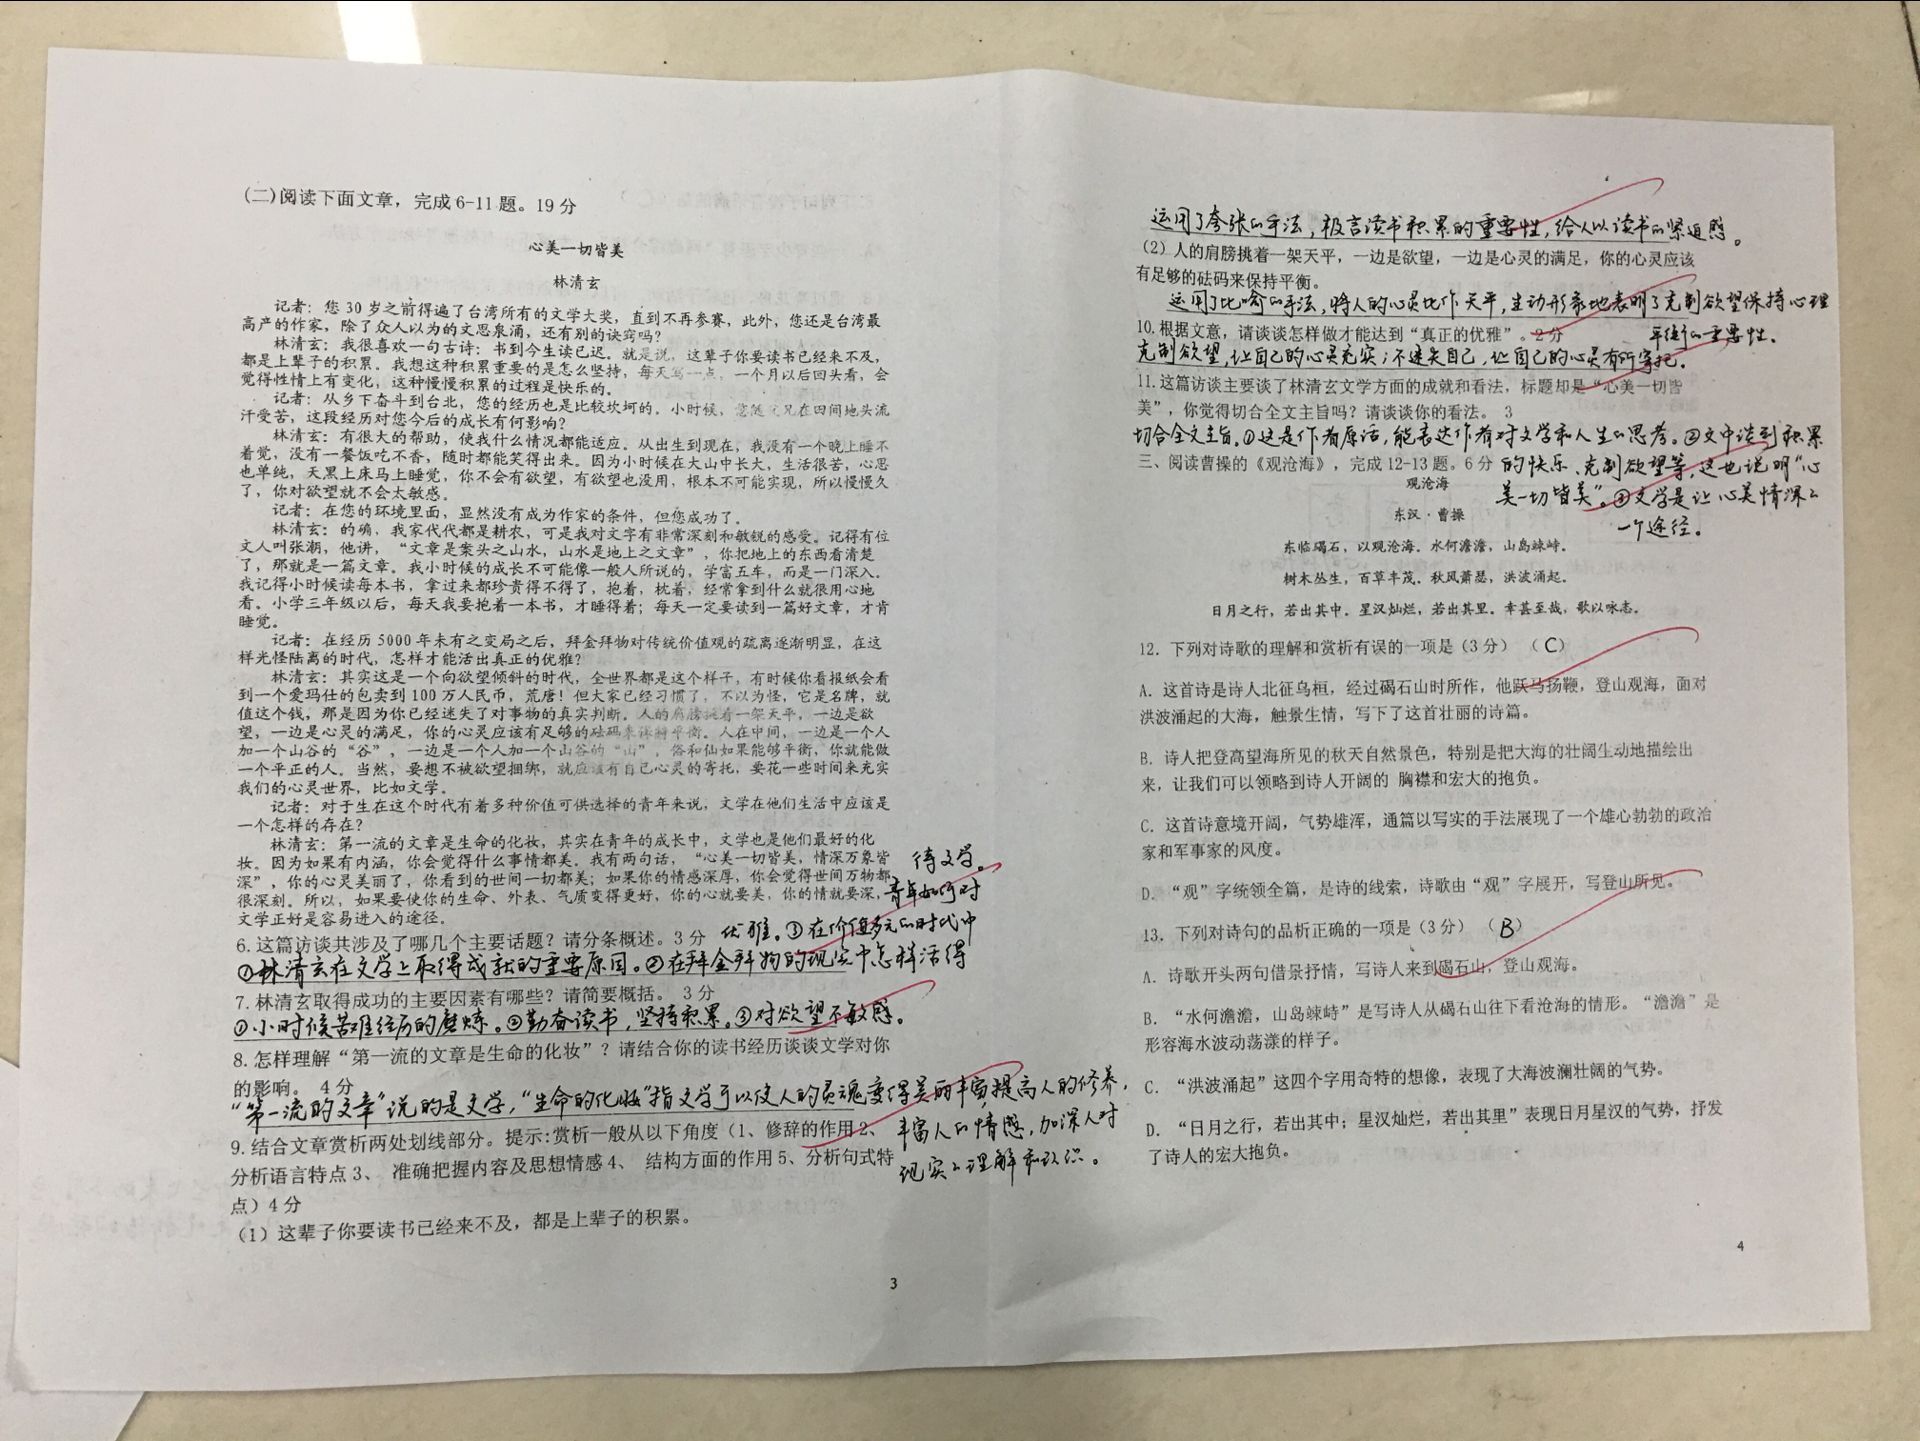 (二)阅读下面文章，完成6-11题。19分
心美一切皆美
林清玄
记者：您30岁之前得遍了台湾所有的文学大奖，直到不再参赛，此外，您还是台湾最
高产的作家，除了众人以为的文思泉涌，还有别的诀窍吗？
林清玄：我很喜欢一句古诗：书到今生读已迟。就是说，这辈子你要读书已经来不及，
都是上辈子的积累。我想这种积累重要的是怎么坚持，每天写一点，一个月以后回头看，会
觉得性情上有变化，这种慢慢积累的过程是快乐的。
记者：从乡下奋斗到台北，您的经历也是比较坎坷的，小时候，您随父兄在田间地头流
汗受苦，这段经历对您今后的成长有何影响？
林清玄：有很大的帮助，使我什么情况都能适应。从出生到现在，我没有一个晚上睡不
着觉，没有一餐饭吃不香，随时都能笑得出来。因为小时候在大山中长大，生活很苦，心思
也单纯，天黑上床马上睡觉，你不会有欲望，有欲望也没用，根本不可能实现，所以慢慢久
了，你对欲望就不会太敏感。
记者：在您的环境里面，显然没有成为作家的条件，但您成功了。
林清玄：的确，我家代代都是耕农，可是我对文字有非常深刻和敏锐的感受。记得有位
文人叫张潮，他讲，“文章是案头之山水，山水是地上之文章”，你把地上的东西看清楚
了，那就是一篇文章。我小时候的成长不可能像一般人所说的，学富五车，而是一门深入。
我记得小时候读每本书，拿过来都珍贵得不得了，抱着，枕着，经常拿到什么就很用心地
看。小学三年级以后，每天我要抱着一本书，才睡得着；每天一定要读到一篇好文章，才肯
睡觉。
记者：在经历5000年未有之变局之后，拜金拜物对传统价值观的疏离逐渐明显，在这
样光怪陆离的时代，怎样才能活出真正的优雅？
林清玄：其实这是一个向欲望倾斜的时代，全世界都是这个样子，有时候你看报纸会看
到一个爱玛仕的包卖到100万人民币，荒唐！但大家已经习惯了，不以为怪，它是名牌，就
值这个钱，那是因为你已经迷失了对事物的真实判断。人的肩膀挑着一架天平，一边是欲
望，一边是心灵的满足，你的心灵应该有足够的砝码来保持平衡。人在中间，一边是一个人
加一个山谷的“谷”，一边是一个人加一个山谷的“山”，俗和仙如果能够平衡，你就能做
一个平正的人。当然，要想不被欲望捆绑，就应该有自己心灵的寄托，要花一些时间来充实
我们的心灵世界，比如文学。
记者：对于生在这个时代有着多种价值可供选择的青年来说，文学在他们生活中应该是
一个怎样的存在？
林清玄：第一流的文章是生命的化妆，其实在青年的成长中，文学也是他们最好的化
妆。因为如果有内涵，你会觉得什么事情都美。我有两句话，“心美一切皆美，情深万象皆
深”，你的心灵美丽了，你看到的世间一切都美；如果你的情感深厚，你会觉得世间万物都
很深刻。所以，如果要使你的生命、外表、气质变得更好，你的心就要美，你的情就要深，
文学正好是容易进入的途径。
待文学。
青年如何对
6.这篇访谈共涉及了哪几个主要话题？请分条概述。3分
优雅。③在价值多元的时代中
①林清玄在文学上取得成就的重要原因。②在拜金拜物的现实中怎样活得
7.林清玄取得成功的主要因素有哪些？请简要概括。 3分
①小时候苦难经历的磨炼。②勤奋读书，坚持积累。③对欲望不敏感。
8.怎样理解“第一流的文章是生命的化妆”？请结合你的读书经历谈谈文学对你
的影响。 4分
“第一流的文章”说的是文学，“生命的化妆”指文学可以使人的灵魂变得美丽丰富，提高人的修养，
丰富人的情感，加深人对
现实的理解和认识。
9.结合文章赏析两处划线部分。提示:赏析一般从以下角度（1、修辞的作用2、
分析语言特点3、 准确把握内容及思想情感4、 结构方面的作用5、分析句式特
点）4分
(1)这辈子你要读书已经来不及，都是上辈子的积累。
3
运用了夸张的手法，极言读书积累的重要性，给人以读书的紧迫感。
(2)人的肩膀挑着一架天平，一边是欲望，一边是心灵的满足，你的心灵应该
有足够的砝码来保持平衡。
运用了比喻的手法，将人的心灵比作天平，生动形象地表明了克制欲望保持心理
平衡的重要性。
10.根据文意，请谈谈怎样做才能达到“真正的优雅”。2分
克制欲望，让自己的心灵充实；不迷失自己，让自己的心灵有所寄托。
11.这篇访谈主要谈了林清玄文学方面的成就和看法，标题却是“心美一切皆
美”，你觉得切合全文主旨吗？请谈谈你的看法。 3
切合全文主旨。①这是作者原话，能表达作者对文学和人生的思考。②文中谈到积累
的快乐、克制欲望等，这也说明“心
美一切皆美”。③文学是让心美情深的
一个途径。
三、阅读曹操的《观沧海》，完成12-13题。6分
观沧海
东汉·曹操
东临碣石，以观沧海。水何澹澹，山岛竦峙。
树木丛生，百草丰茂。秋风萧瑟，洪波涌起。
日月之行，若出其中。星汉灿烂，若出其里。幸甚至哉，歌以咏志。
12．下列对诗歌的理解和赏析有误的一项是(3分) （C）
A．这首诗是诗人北征乌桓，经过碣石山时所作，他跃马扬鞭，登山观海，面对
洪波涌起的大海，触景生情，写下了这首壮丽的诗篇。
B．诗人把登高望海所见的秋天自然景色，特别是把大海的壮阔生动地描绘出
来，让我们可以领略到诗人开阔的 胸襟和宏大的抱负。
C．这首诗意境开阔，气势雄浑，通篇以写实的手法展现了一个雄心勃勃的政治
家和军事家的风度。
D．“观”字统领全篇，是诗的线索，诗歌由“观”字展开，写登山所见。
13．下列对诗句的品析正确的一项是(3分) （B）
A．诗歌开头两句借景抒情，写诗人来到碣石山，登山观海。
B．“水何澹澹，山岛竦峙”是写诗人从碣石山往下看沧海的情形。“澹澹”是
形容海水波动荡漾的样子。
C．“洪波涌起”这四个字用奇特的想像，表现了大海波澜壮阔的气势。
D．“日月之行，若出其中；星汉灿烂，若出其里”表现日月星汉的气势，抒发
了诗人的宏大抱负。
4